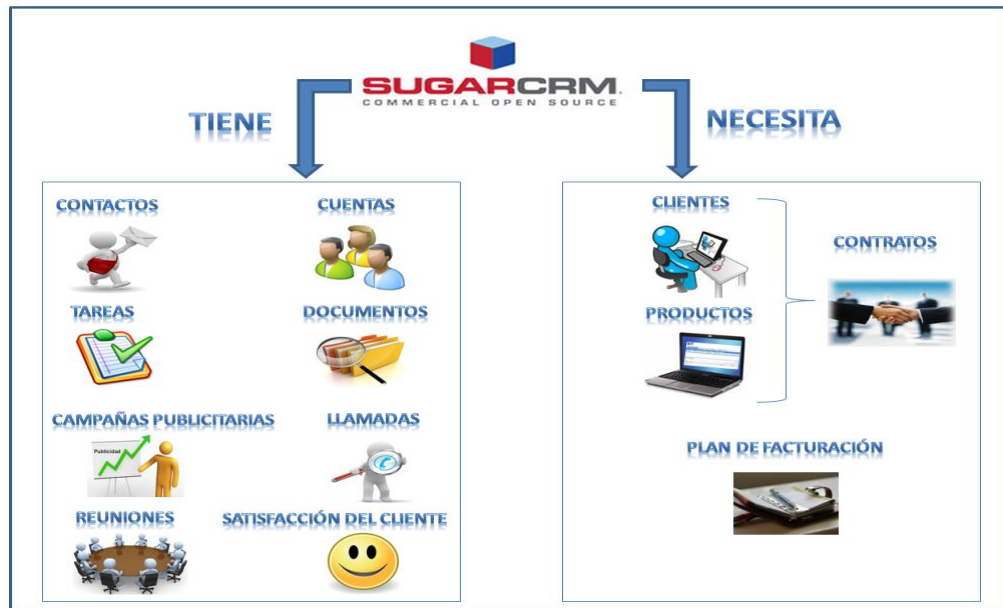 SUGARCRM.
COMMERCIAL OPEN SOURCE
TIENE
NECESITA
CONTACTOS
CUENTAS
TAREAS
DOCUMENTOS
CAMPAÑAS PUBLICITARIAS
LLAMADAS
Publicidad
REUNIONES
SATISFACCIÓN DEL CLIENTE
CLIENTES
CONTRATOS
PRODUCTOS
PLAN DE FACTURACIÓN